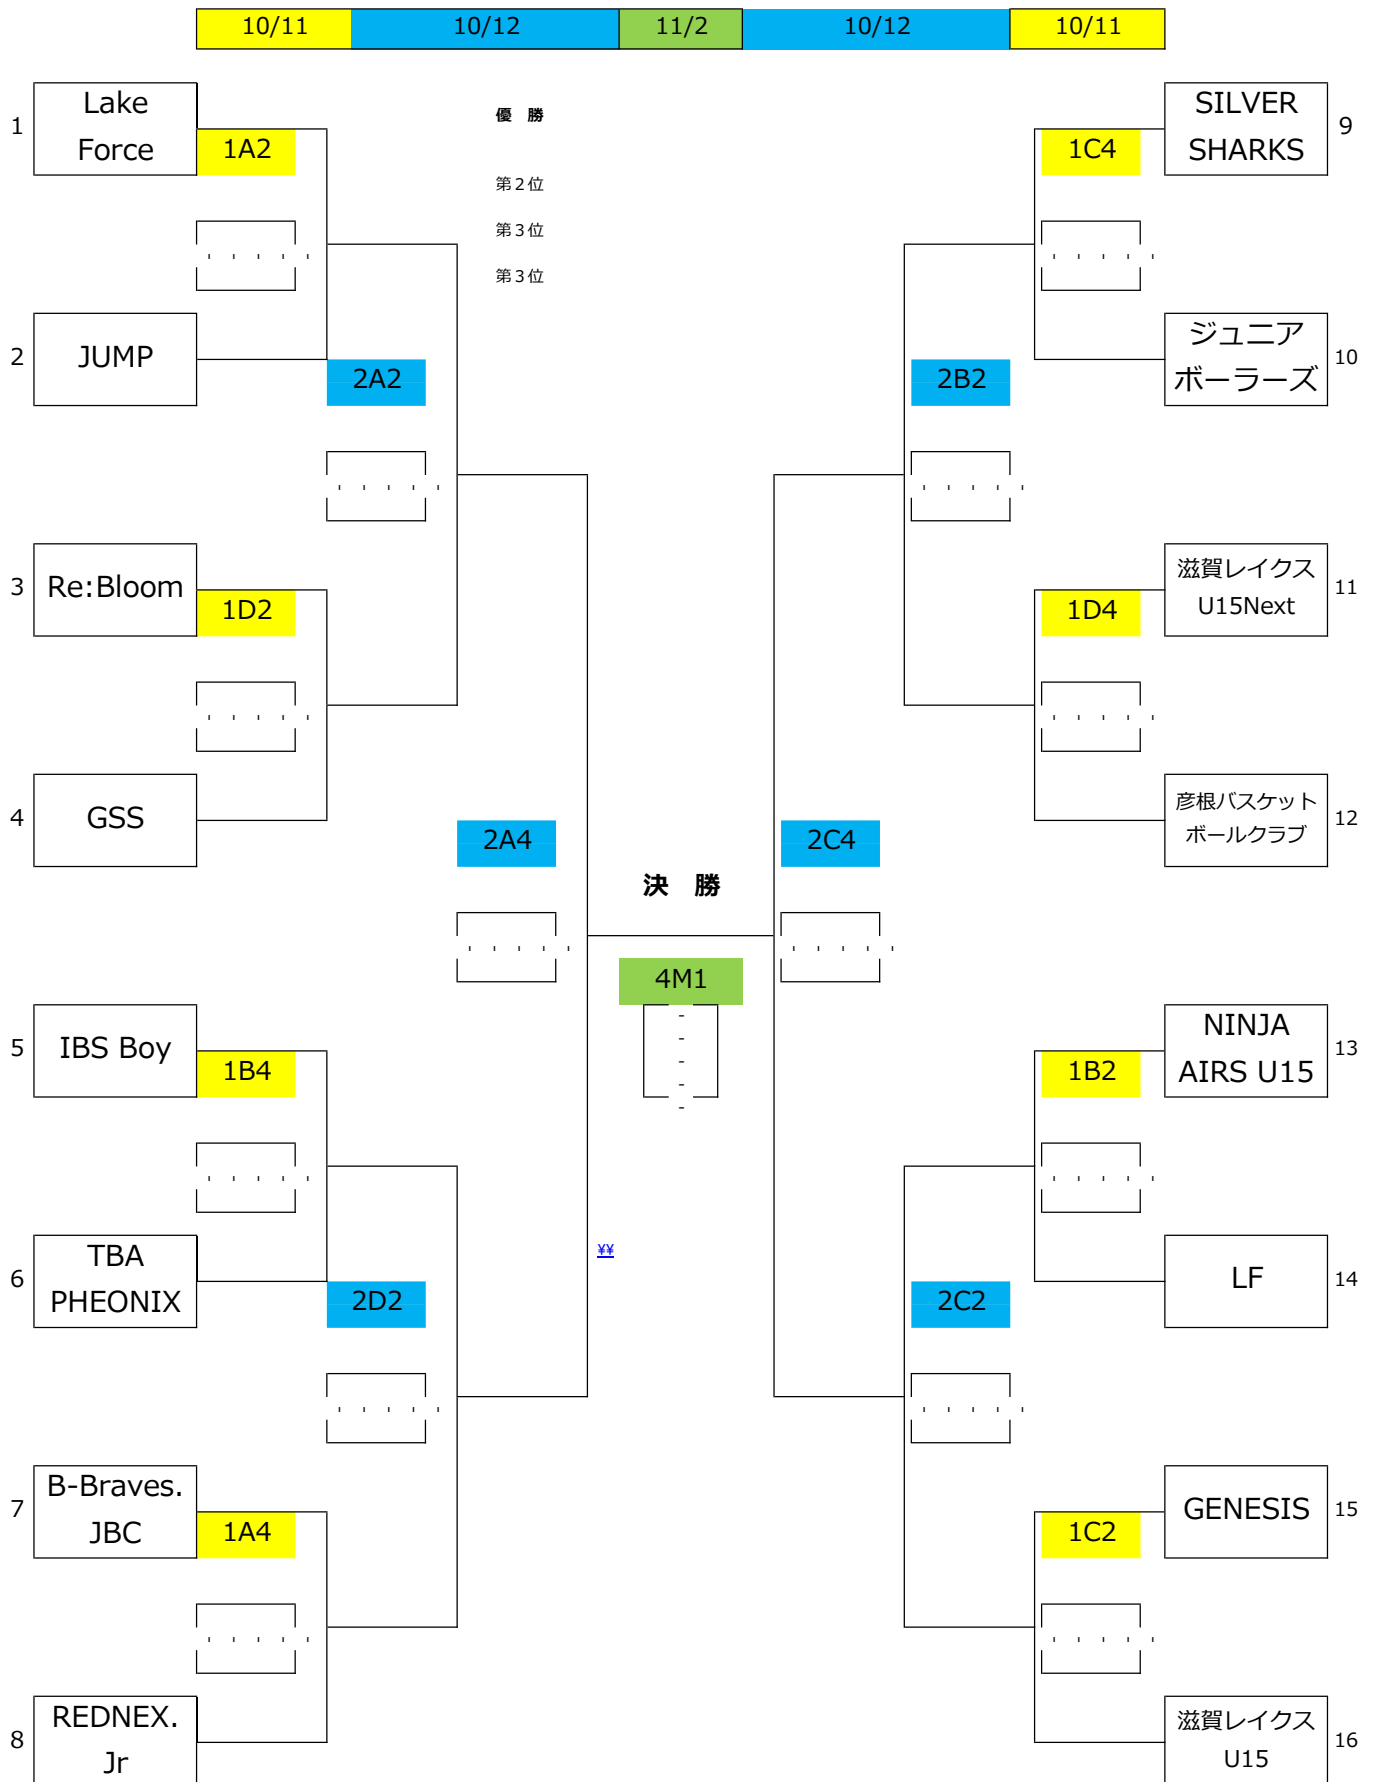 10/11 10/12 11/2 10/12 10/11
優 勝
第2位
第3位
第3位
1
Lake
Force
1A2
2
JUMP
2A2
3
Re:Bloom
1D2
4
GSS
2A4
5
IBS Boy
1B4
6
TBA
PHEONIX
2D2
7
B-Braves.
JBC
1A4
8
REDNEX.
Jr
決 勝
4M1
-
-
-
-
-
¥¥
SILVER
SHARKS
9
1C4
ジュニア
ボーラーズ
10
2B2
滋賀レイクス
U15Next
11
1D4
彦根バスケット
ボールクラブ
12
2C4
NINJA
AIRS U15
13
1B2
LF
14
2C2
GENESIS
15
1C2
滋賀レイクス
U15
16